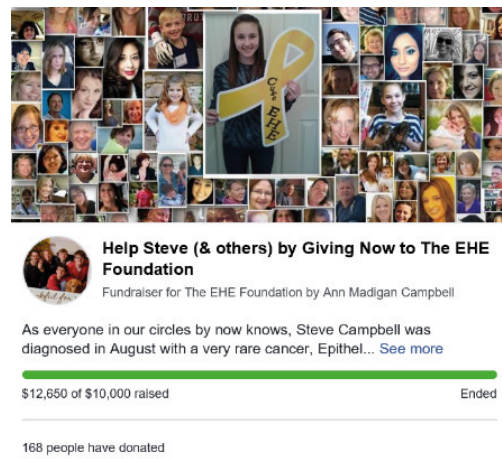 Cure EHE
Help Steve (& others) by Giving Now to The EHE
Foundation
Fundraiser for The EHE Foundation by Ann Madigan Campbell
As everyone in our circles by now knows, Steve Campbell was
diagnosed in August with a very rare cancer, Epithel... See more
$12,650 of $10,000 raised
Ended
168 people have donated